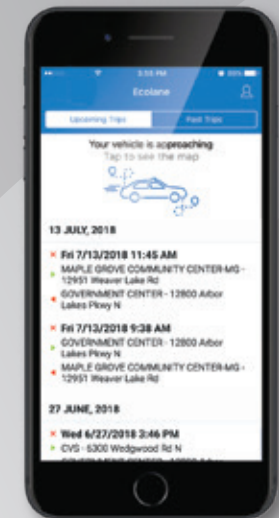 3:55 PM
Ecolane
Upcoming Trips
Past Trips
Your vehicle is approaching
Tap to see the map
13 JULY, 2018
Fri 7/13/2018 11:45 AM
MAPLE GROVE COMMUNITY CENTER-MG -
12951 Weaver Lake Rd
GOVERNMENT CENTER - 12800 Arbor
Lakes Pkwy N
Fri 7/13/2018 9:38 AM
GOVERNMENT CENTER - 12800 Arbor
Lakes Pkwy N
MAPLE GROVE COMMUNITY CENTER-MG -
12951 Weaver Lake Rd
27 JUNE, 2018
Wed 6/27/2018 3:46 PM
CVS - 6300 Wedgwood Rd N